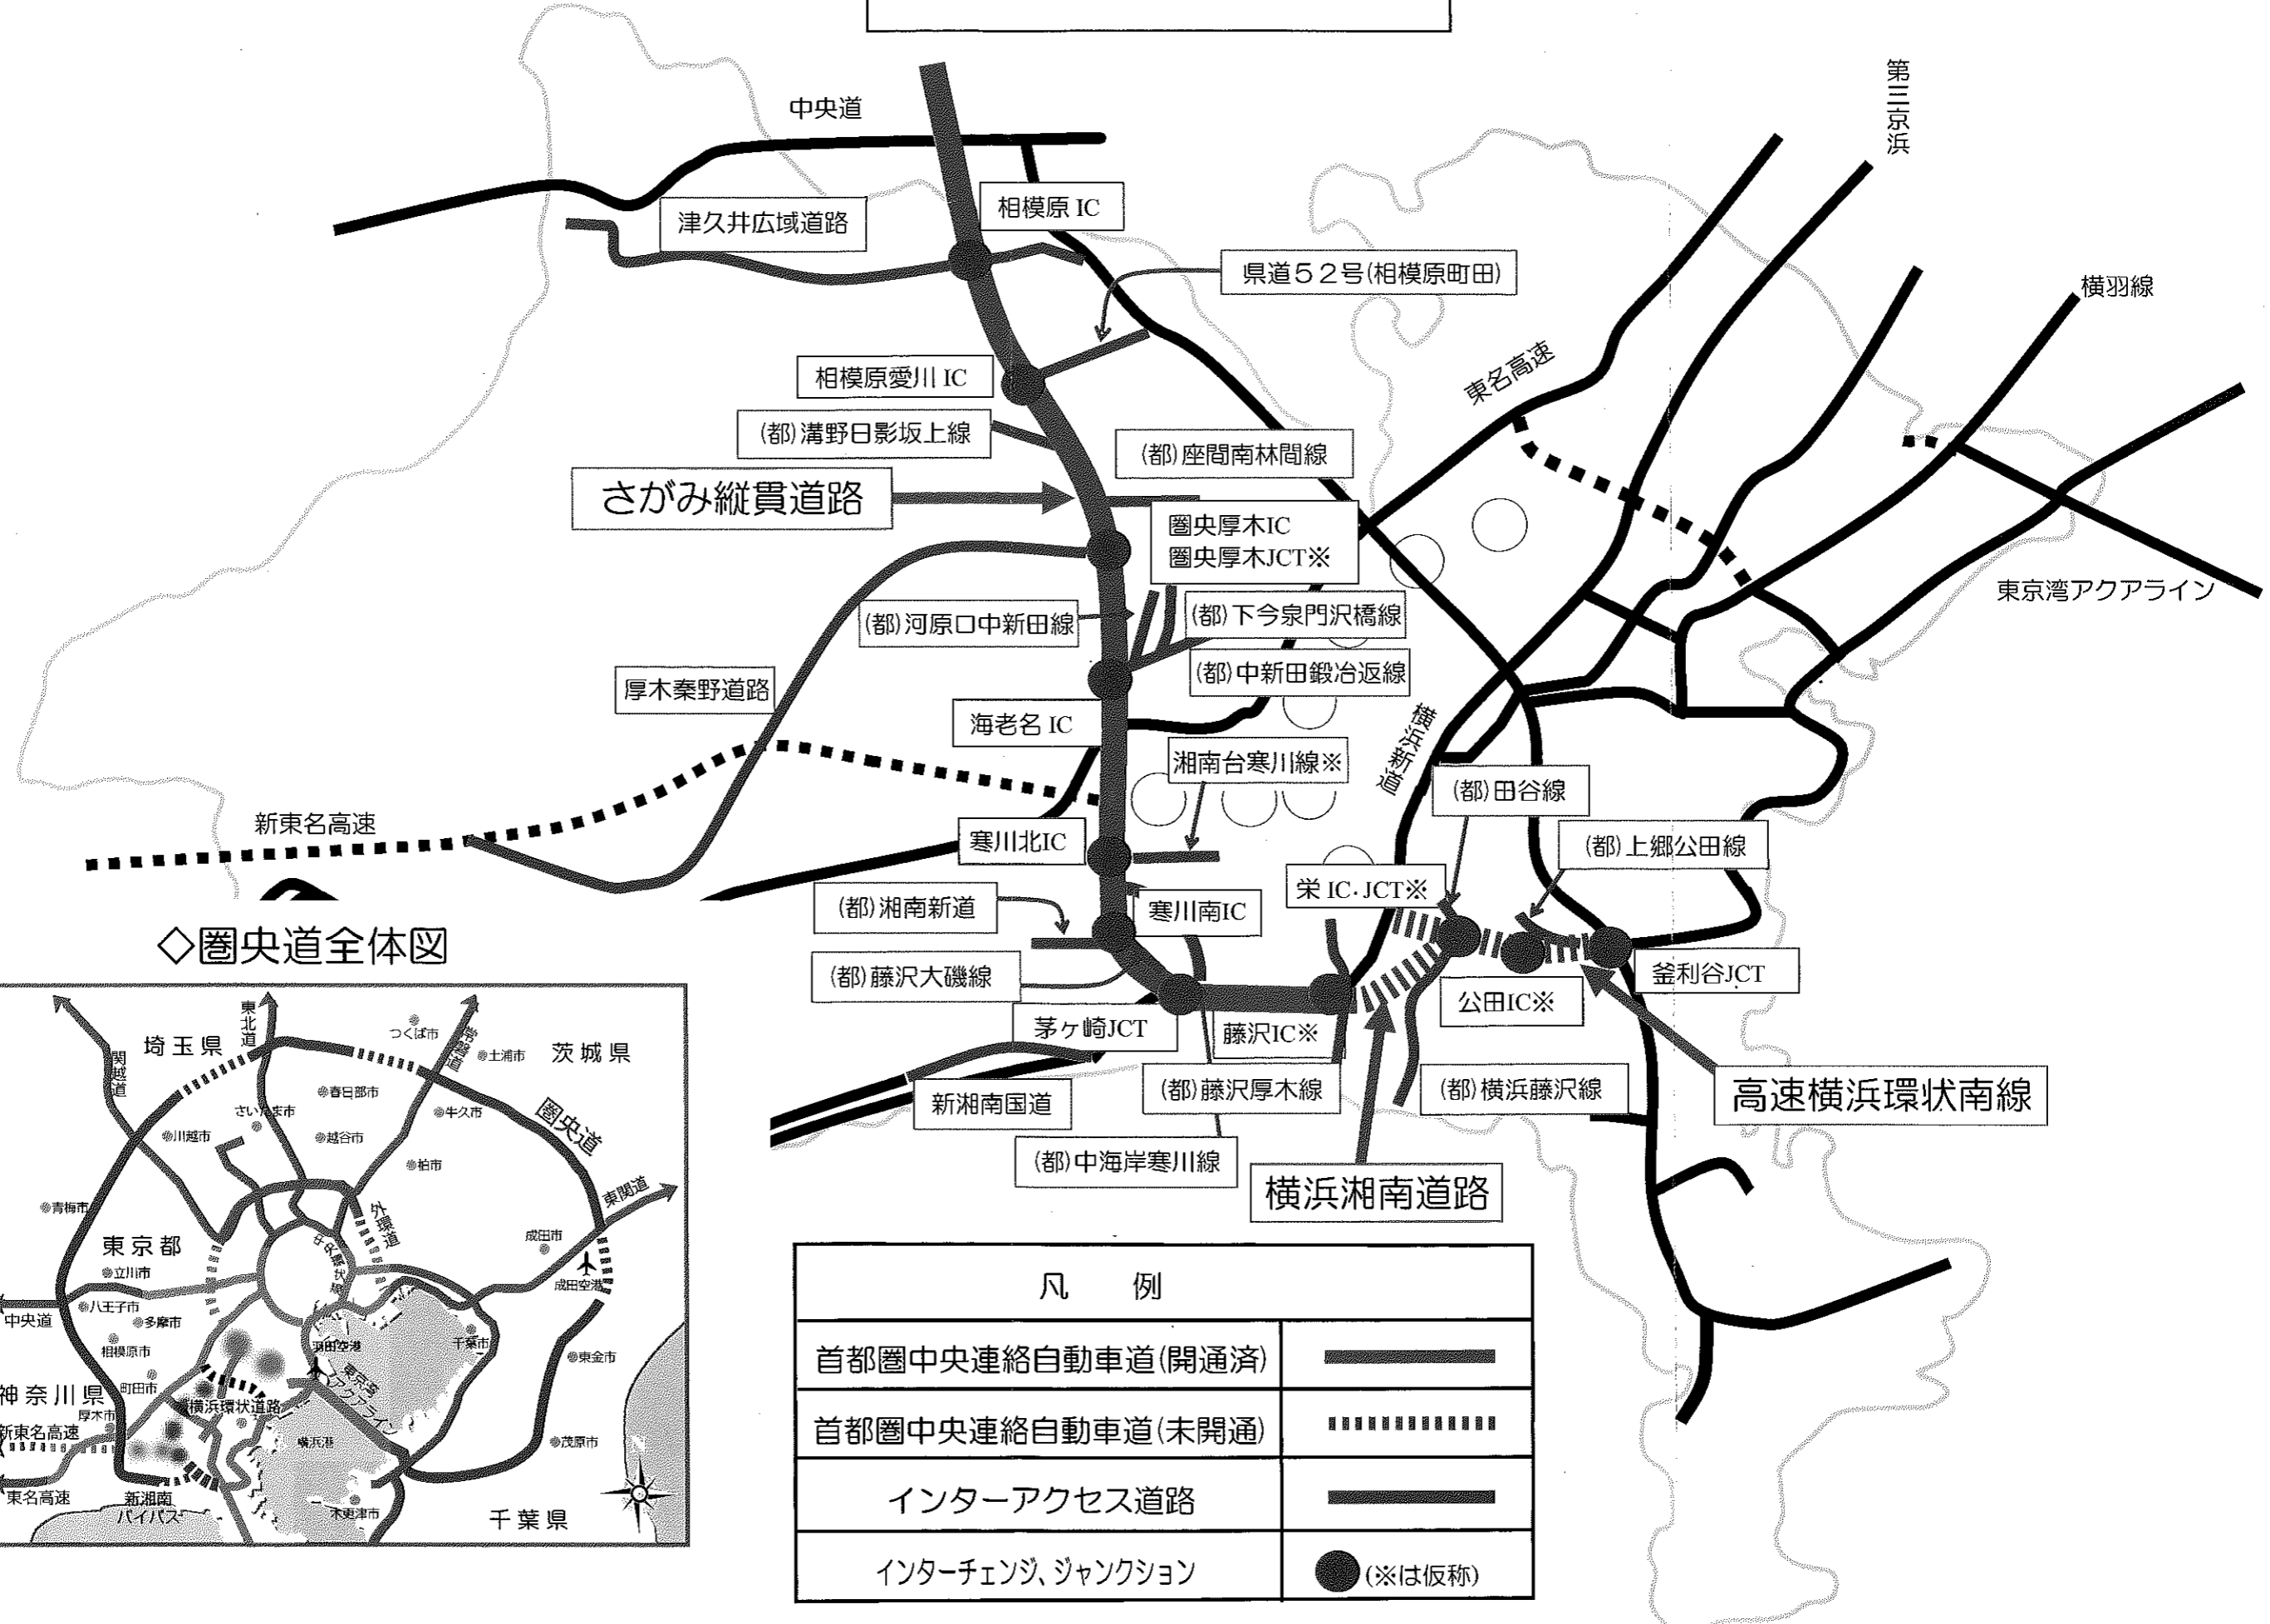 中央道
第三京浜
相模原 IC
津久井広域道路
県道５２号(相模原町田)
横羽線
相模原愛川 IC
東名高速
(都)溝野日影坂上線
(都)座間南林間線
さがみ縦貫道路
圏央厚木IC
圏央厚木JCT※
東京湾アクアライン
(都)河原口中新田線
(都)下今泉門沢橋線
(都)中新田鍛冶返線
厚木秦野道路
海老名 IC
横浜新道
湘南台寒川線※
(都)田谷線
新東名高速
寒川北IC
(都)上郷公田線
栄 IC・JCT※
(都)湘南新道
寒川南IC
(都)藤沢大磯線
釜利谷JCT
公田IC※
茅ヶ崎JCT
藤沢IC※
新湘南国道
(都)藤沢厚木線
(都)横浜藤沢線
高速横浜環状南線
(都)中海岸寒川線
横浜湘南道路
◇圏央道全体図
東北道
つくば市
常磐道
埼玉県
土浦市
茨城県
関越道
春日部市
さいたま市
牛久市
圏央道
川越市
越谷市
柏市
東関道
青梅市
外環道
成田市
東京都
立川市
成田空港
八王子市
中央道
多摩市
羽田空港
千葉市
相模原市
東金市
町田市
東京湾
アクアライン
神奈川県
横浜環状道路
厚木市
新東名高速
横浜港
茂原市
東名高速
新湘南
バイパス
木更津市
千葉県
凡　例
首都圏中央連絡自動車道(開通済)
首都圏中央連絡自動車道(未開通)
インターアクセス道路
インターチェンジ、ジャンクション
(※は仮称)